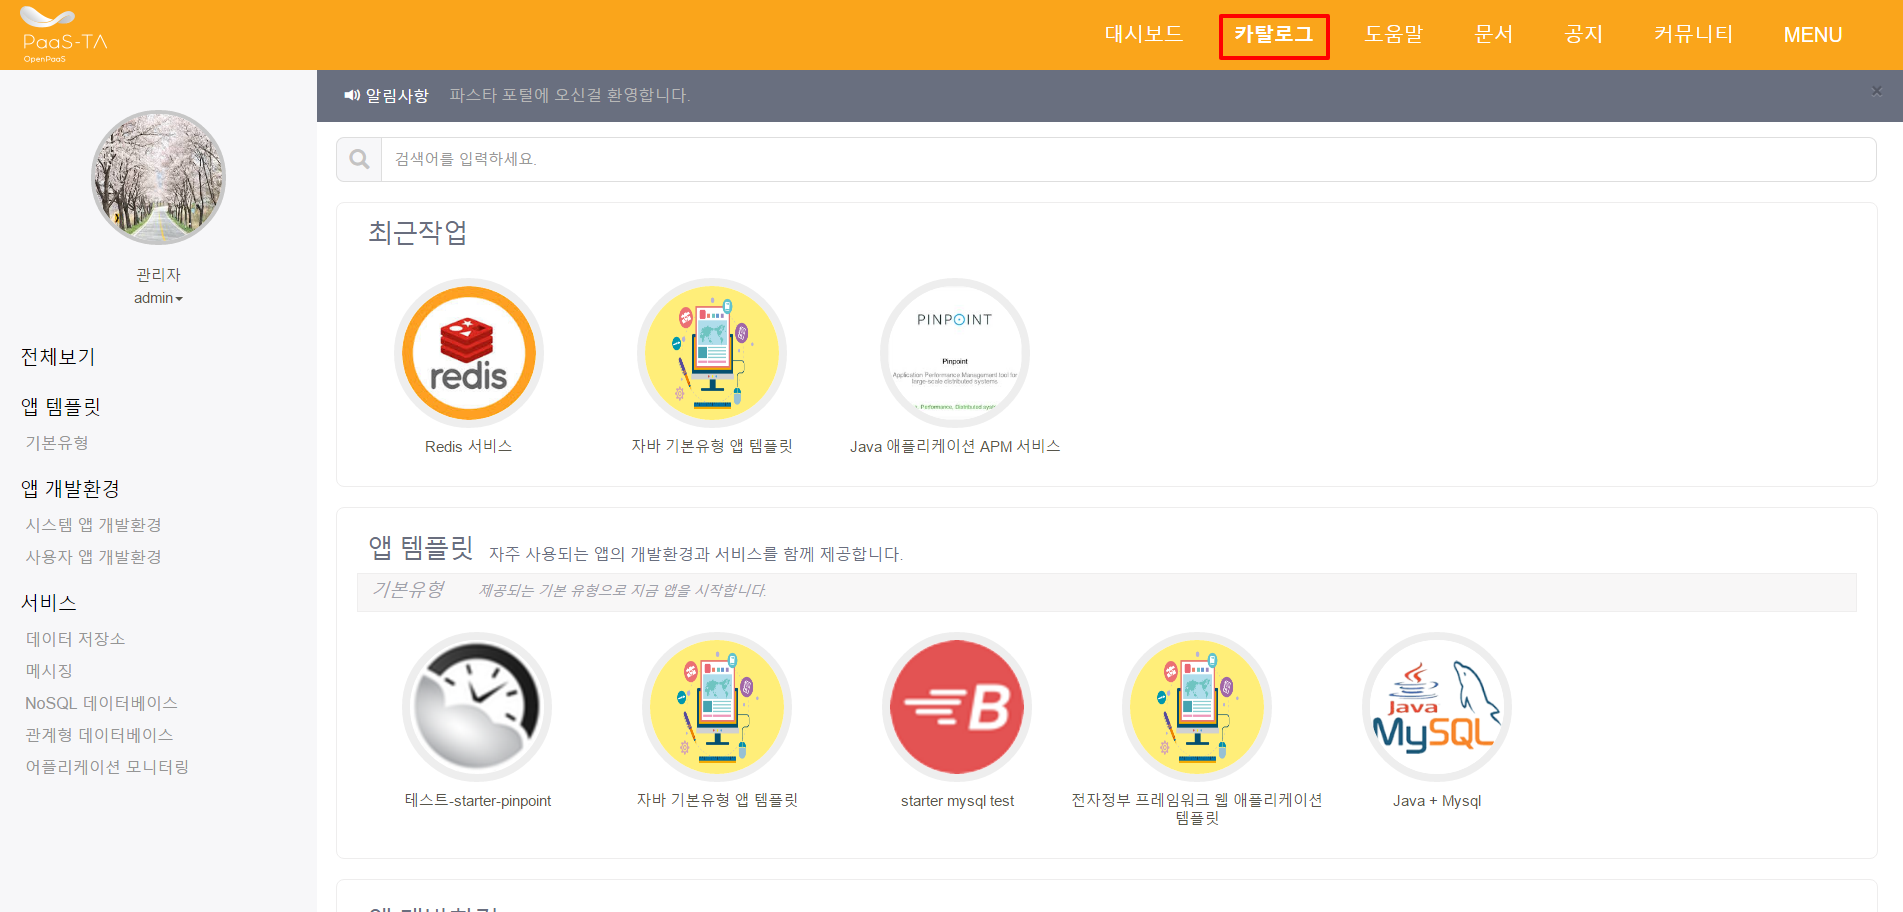 PaaS-TA
OpenPaaS
대시보드 카탈로그 도움말 문서 공지 커뮤니티 MENU
알림사항 파스타 포털에 오신걸 환영합니다.
×
관리자
admin
전체보기
앱 템플릿
기본유형
앱 개발환경
시스템 앱 개발환경
사용자 앱 개발환경
서비스
데이터 저장소
메시징
NoSQL 데이터베이스
관계형 데이터베이스
어플리케이션 모니터링
검색어를 입력하세요.
최근작업
redis
PINPOINT
Pinpoint
Application Performance Management tool for
large-scale distributed systems
Performance, Distributed
Redis 서비스
자바 기본유형 앱 템플릿
Java 애플리케이션 APM 서비스
앱 템플릿 자주 사용되는 앱의 개발환경과 서비스를 함께 제공합니다.
기본유형 제공되는 기본 유형으로 지금 앱을 시작합니다.
B
Java
MySQL
테스트-starter-pinpoint
자바 기본유형 앱 템플릿
starter mysql test
전자정부 프레임워크 웹 애플리케이션
템플릿
Java + Mysql